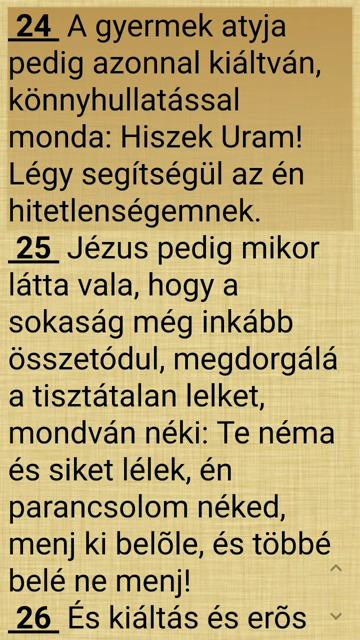 24 A gyermek atyja
pedig azonnal kiáltván,
könnyhullatással
monda: Hiszek Uram!
Légy segítségül az én
hitetlenségemnek.
25 Jézus pedig mikor
látta vala, hogy a
sokaság még inkább
összetódul, megdorgálá
a tisztátalan lelket,
mondván néki: Te néma
és siket lélek, én
parancsolom néked,
menj ki belõle, és többé
belé ne menj!
26 És kiáltás és erõs